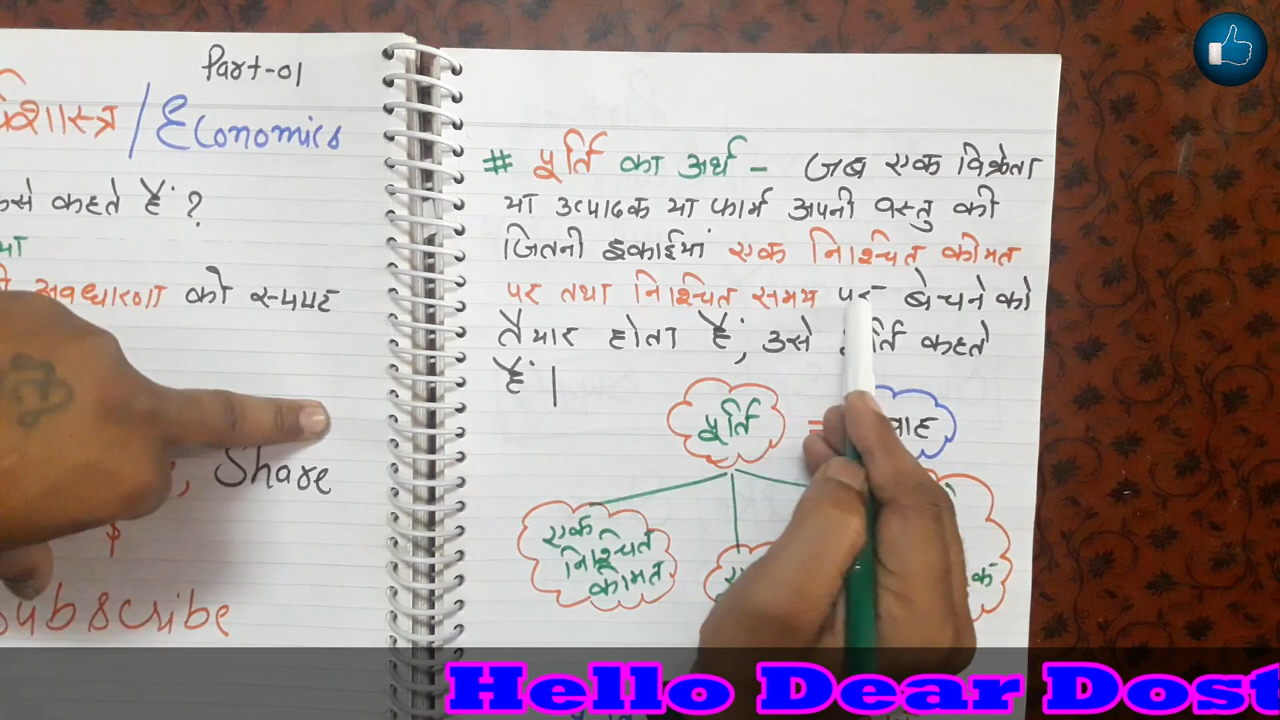 Part-01
/Economics
कहते हैं ?
या
अवधारणा को स्पष्ट
, Share
&
Subscribe
# पूर्ति का अर्थ - जब एक विक्रेता
या उत्पादक या फार्म अपनी वस्तु की
जितनी इकाईयां एक निश्चित कीमत
पर तथा निश्चित समय पर बेचने को
तैयार होता हैं, उसे पूर्ति कहते
हैं |
पूर्ति =
एक
निश्चित
कीमत
Hello Dear Dost